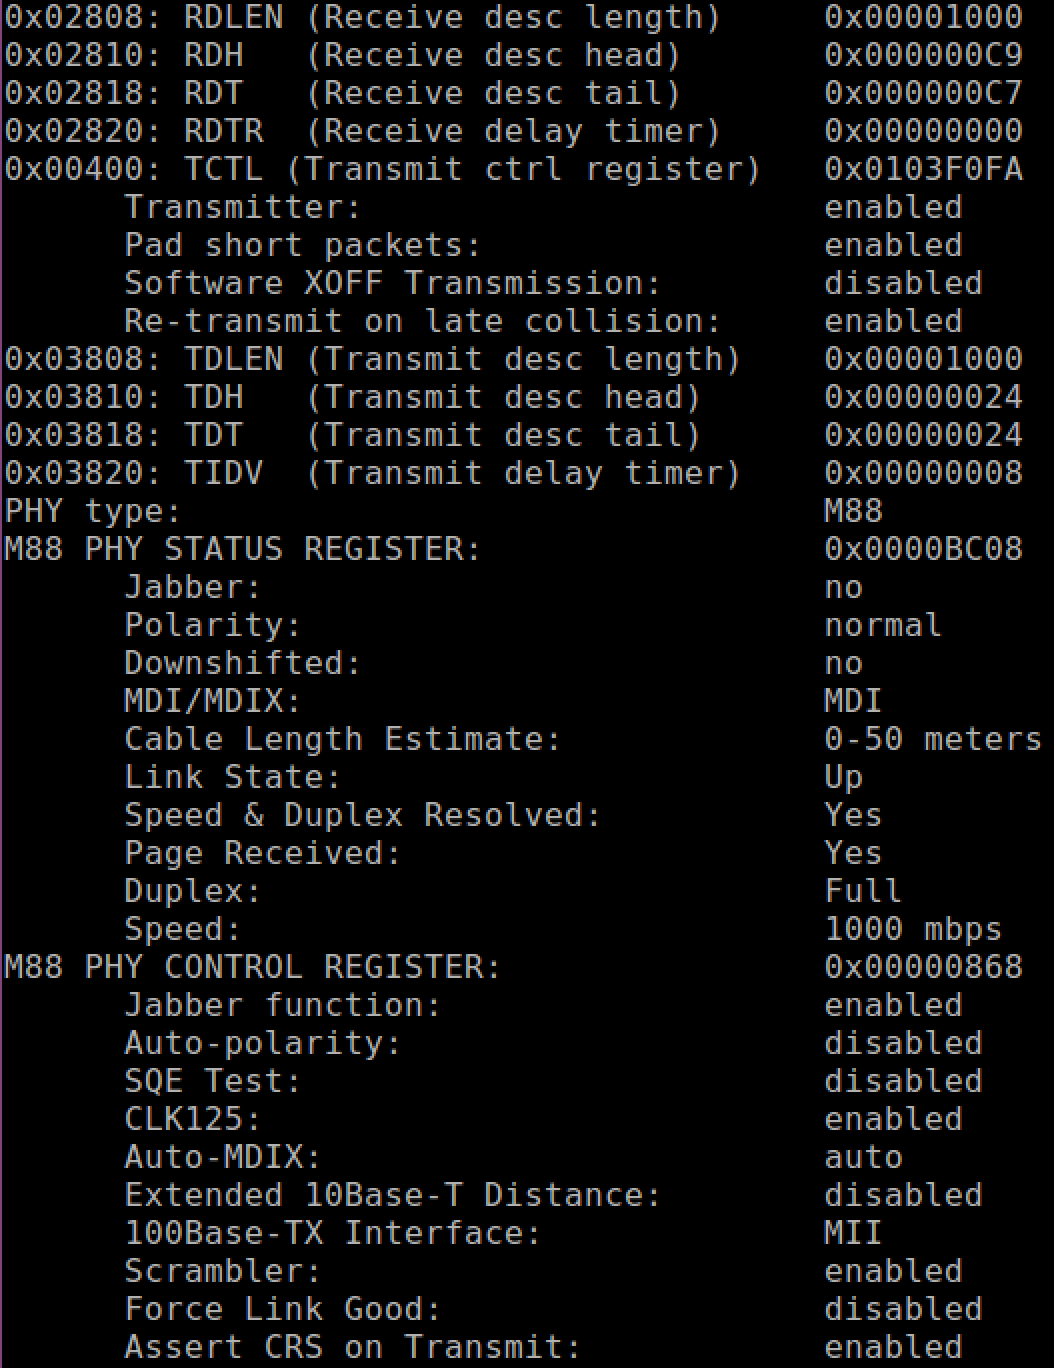 0x02808: RDLEN (Receive desc length)     0x00001000
0x02810: RDH   (Receive desc head)       0x000000C9
0x02818: RDT   (Receive desc tail)       0x000000C7
0x02820: RDTR  (Receive delay timer)     0x00000000
0x00400: TCTL (Transmit ctrl register)   0x0103F0FA
      Transmitter:                       enabled
      Pad short packets:                 enabled
      Software XOFF Transmission:        disabled
      Re-transmit on late collision:     enabled
0x03808: TDLEN (Transmit desc length)    0x00001000
0x03810: TDH   (Transmit desc head)      0x00000024
0x03818: TDT   (Transmit desc tail)      0x00000024
0x03820: TIDV  (Transmit delay timer)    0x00000008
PHY type:                                M88
M88 PHY STATUS REGISTER:                 0x0000BC08
      Jabber:                            no
      Polarity:                          normal
      Downshifted:                       no
      MDI/MDIX:                          MDI
      Cable Length Estimate:             0-50 meters
      Link State:                        Up
      Speed & Duplex Resolved:           Yes
      Page Received:                     Yes
      Duplex:                            Full
      Speed:                             1000 mbps
M88 PHY CONTROL REGISTER:                0x00000868
      Jabber function:                   enabled
      Auto-polarity:                     disabled
      SQE Test:                          disabled
      CLK125:                            enabled
      Auto-MDIX:                         auto
      Extended 10Base-T Distance:        disabled
      100Base-TX Interface:              MII
      Scrambler:                         enabled
      Force Link Good:                   disabled
      Assert CRS on Transmit:            enabled